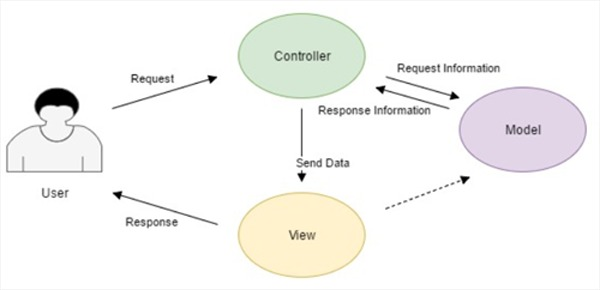 Controller
Request
Request Information
Response Information
Model
User
Send Data
Response
View